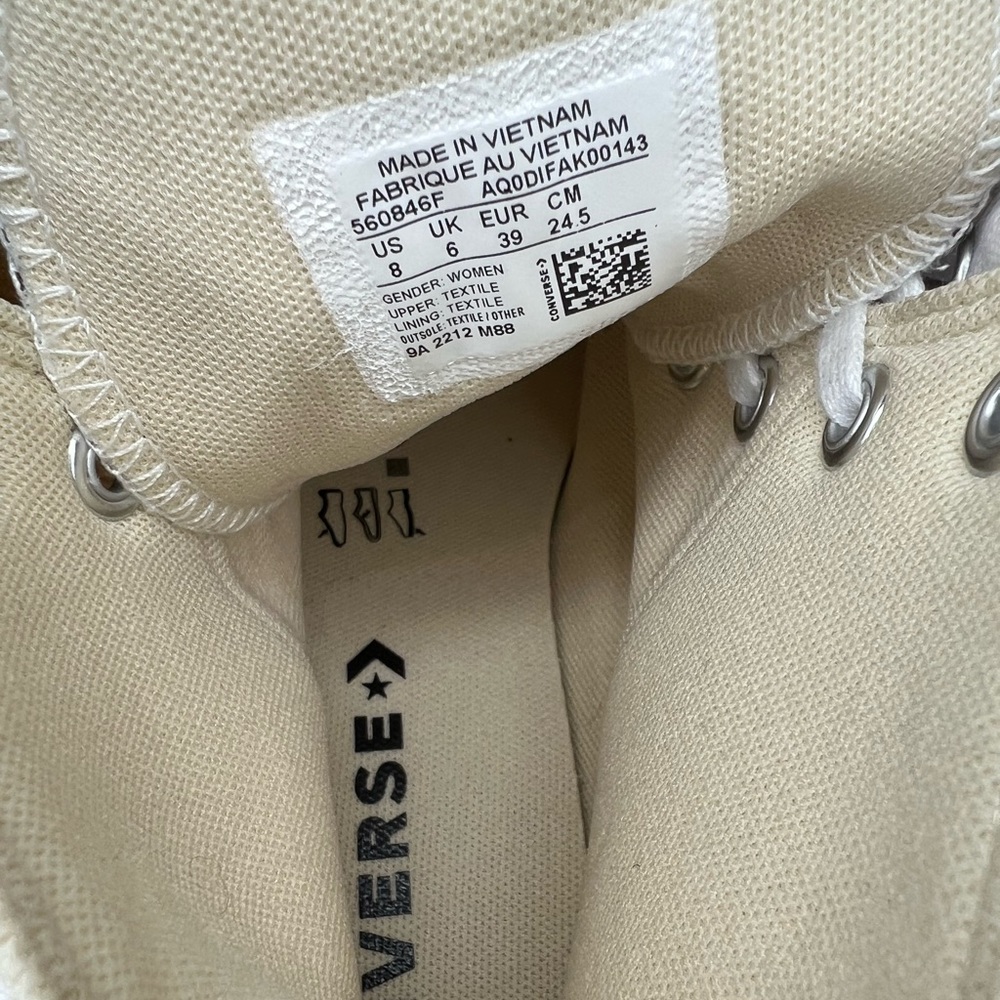 MADE IN VIETNAM
FABRIQUE AU VIETNAM
560846F AQ0DIFAK00143
US UK EUR CM
8 6 39 24.5
GENDER: WOMEN
UPPER: TEXTILE
LINING: TEXTILE
OUTSOLE: TEXTILE / OTHER
9A 2212 M88
CONVERSE
VERSE